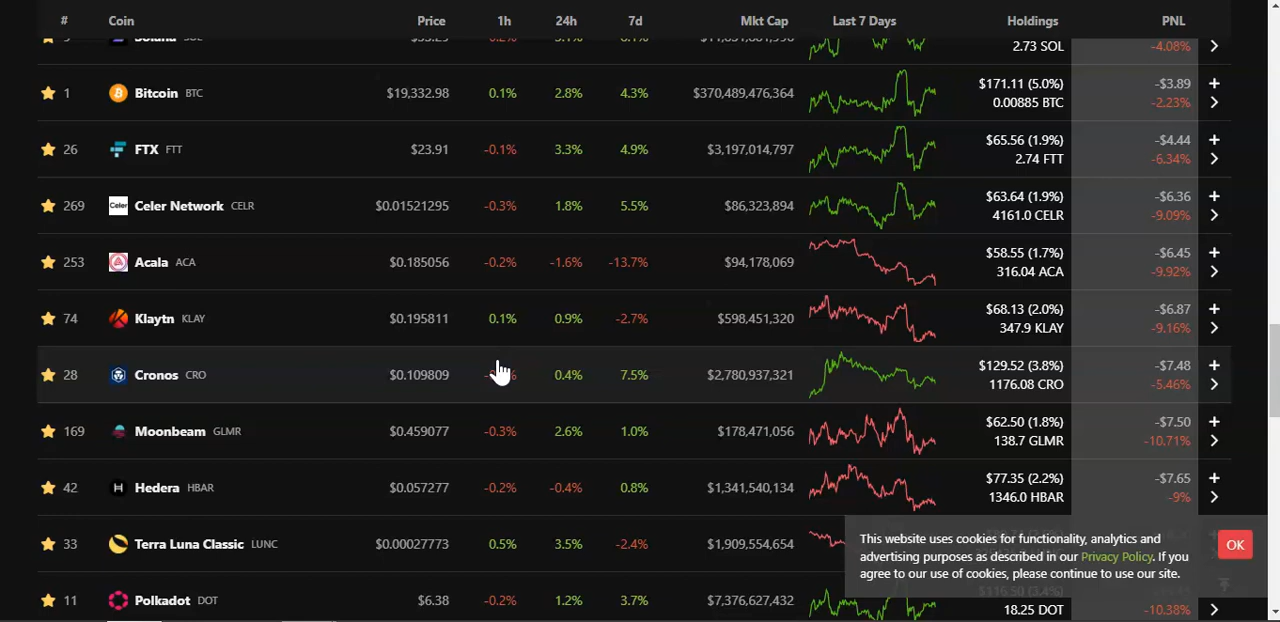 # Coin Price 1h 24h 7d Mkt Cap Last 7 Days Holdings PNL
2.73 SOL -4.08%
1 Bitcoin BTC $19,332.98 0.1% 2.8% 4.3% $370,489,476,364 $171.11 (5.0%) -$3.89
0.00885 BTC -2.23%
26 FTX FTT $23.91 -0.1% 3.3% 4.9% $3,197,014,797 $65.56 (1.9%) -$4.44
2.74 FTT -6.34%
269 Celer Network CELR $0.01521295 -0.3% 1.8% 5.5% $86,323,894 $63.64 (1.9%) -$6.36
4161.0 CELR -9.09%
253 Acala ACA $0.185056 -0.2% -1.6% -13.7% $94,178,069 $58.55 (1.7%) -$6.45
316.04 ACA -9.92%
74 Klaytn KLAY $0.195811 0.1% 0.9% -2.7% $598,451,320 $68.13 (2.0%) -$6.87
347.9 KLAY -9.16%
28 Cronos CRO $0.109809 0.4% 7.5% $2,780,937,321 $129.52 (3.8%) -$7.48
1176.08 CRO -5.46%
169 Moonbeam GLMR $0.459077 -0.3% 2.6% 1.0% $178,471,056 $62.50 (1.8%) -$7.50
138.7 GLMR -10.71%
42 Hedera HBAR $0.057277 -0.2% -0.4% 0.8% $1,341,540,134 $77.35 (2.2%) -$7.65
1346.0 HBAR -9%
33 Terra Luna Classic LUNC $0.00027773 0.5% 3.5% -2.4% $1,909,554,654
This website uses cookies for functionality, analytics and
advertising purposes as described in our Privacy Policy. If you
agree to our use of cookies, please continue to use our site.
OK
11 Polkadot DOT $6.38 -0.2% 1.2% 3.7% $7,376,627,432
18.25 DOT -10.38%